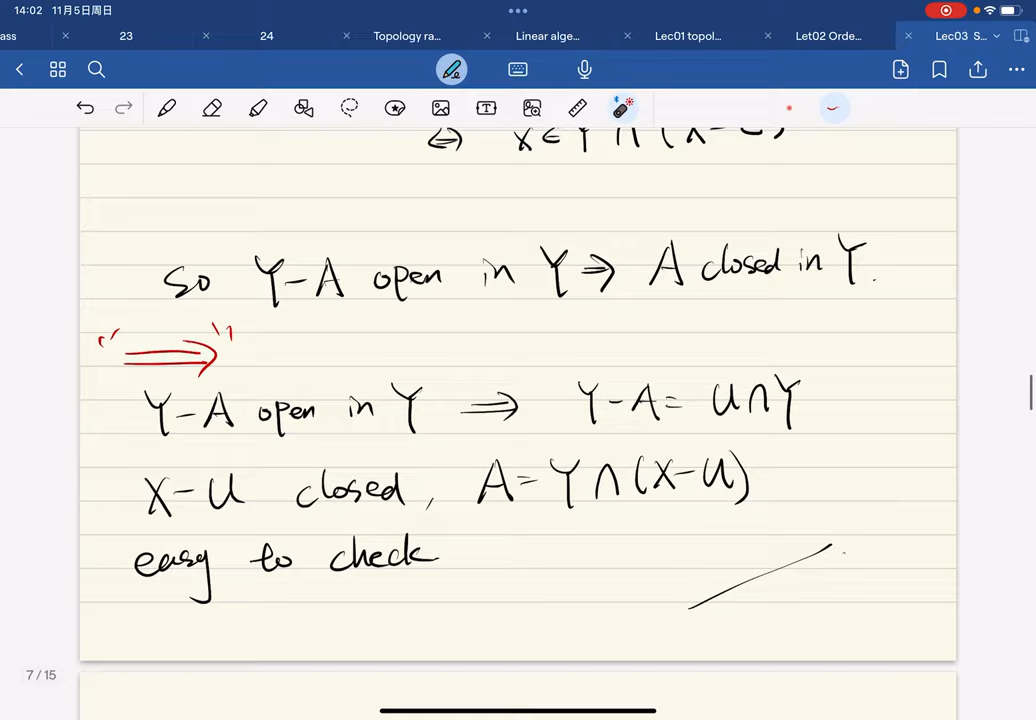 14:02 11月5日周日
ass
23
24
Topology ra...
Linear alge...
Lec01 topol...
Let02 Orde...
Lec03 S...
⇔ x ∈ Y ∩ (X-U)
So Y-A open in Y ⇒ A closed in Y.
"⟹"
Y-A open in Y ⟹ Y-A = U∩Y
X-U closed, A = Y∩(X-U)
easy to check
7 / 15